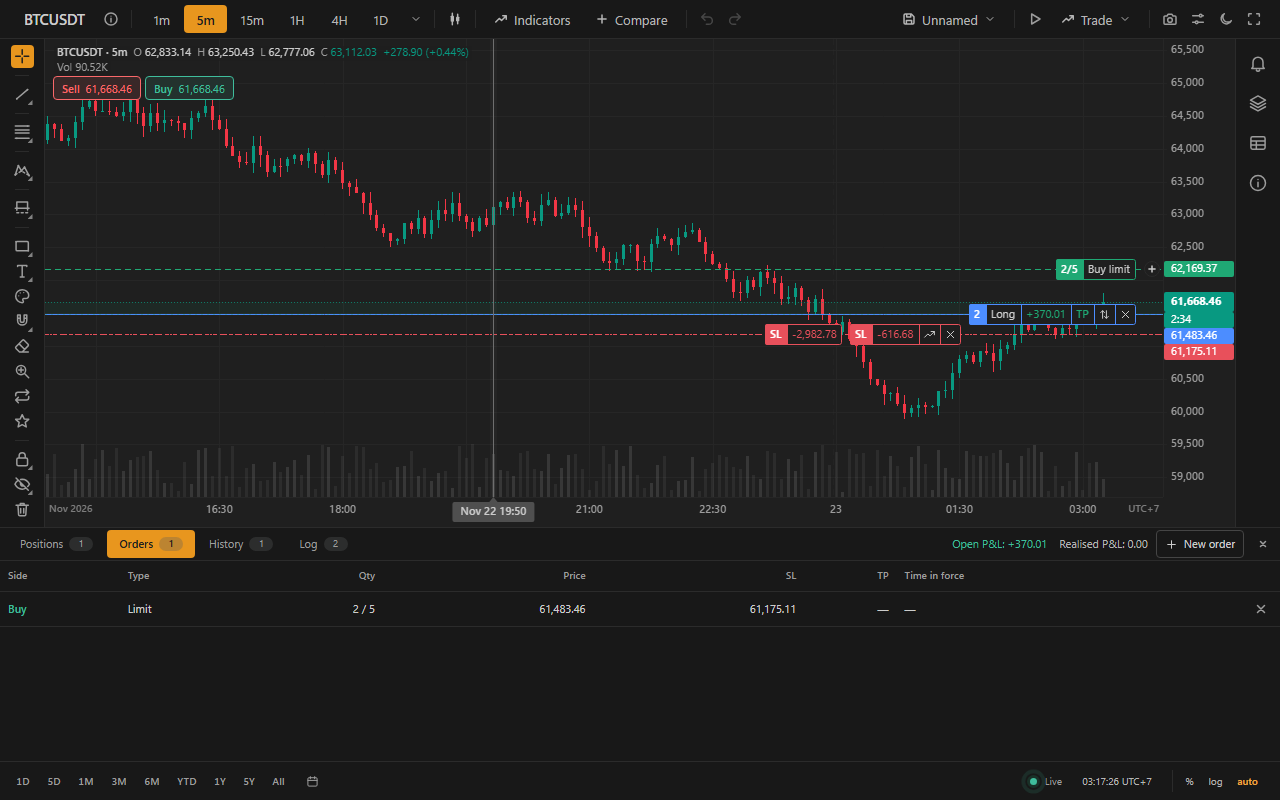 BTCUSDT 1m 5m 15m 1H 4H 1D Indicators Compare Unnamed Trade
BTCUSDT · 5m O 62,833.14 H 63,250.43 L 62,777.06 C 63,112.03 +278.90 (+0.44%)
Vol 90.52K
Sell 61,668.46 Buy 61,668.46
65,500
65,000
64,500
64,000
63,500
63,000
62,500
2/5 Buy limit + 62,169.37
61,668.46
2:34
2 Long +370.01 TP
61,483.46
SL -2,982.78 SL -616.68
61,175.11
60,500
60,000
59,500
59,000
Nov 2026 16:30 18:00 Nov 22 19:50 21:00 22:30 23 01:30 03:00 UTC+7
Positions 1 Orders 1 History 1 Log 2 Open P&L: +370.01 Realised P&L: 0.00 New order
Side Type Qty Price SL TP Time in force
Buy Limit 2 / 5 61,483.46 61,175.11 — —
1D 5D 1M 3M 6M YTD 1Y 5Y All Live 03:17:26 UTC+7 % log auto